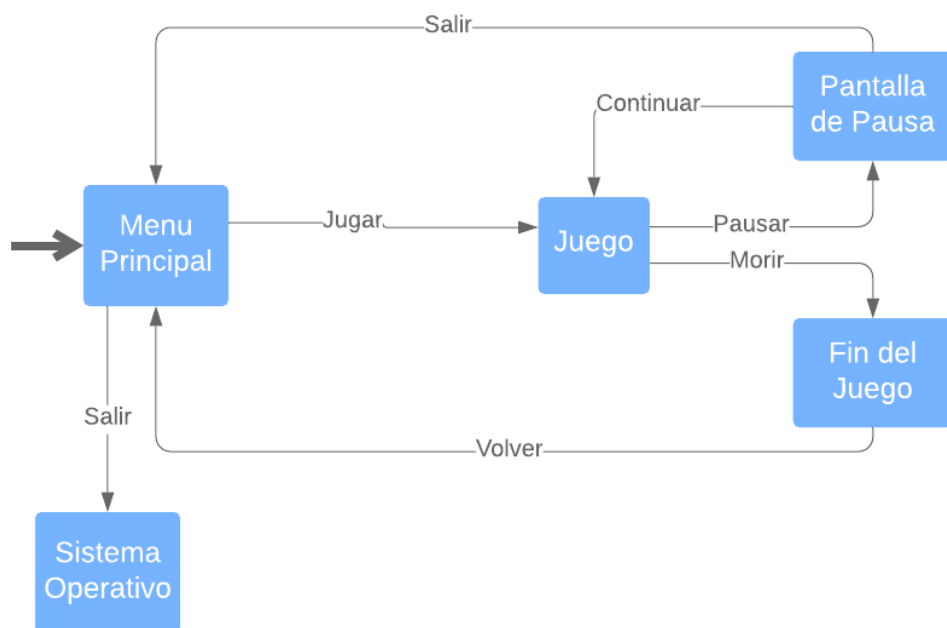 Salir
Pantalla
de Pausa
Continuar
Menu
Principal
Jugar
Juego
Pausar
Morir
Fin del
Juego
Salir
Volver
Sistema
Operativo